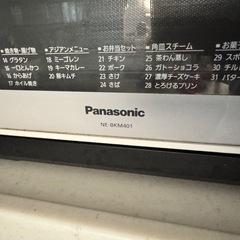 焼き物・揚げ物
14 グラタン
15 一口とんかつ
16 からあげ
17 ホイル焼き
アジアンメニュー
18 ミーゴレン
19 キーマカレー
20 豚キムチ
お弁当セット
21 チキン
22 ポーク
23 さけ
24 さば
角皿スチーム
25 茶わん蒸し
26 ガトーショコラ
27 濃厚チーズケーキ
28 とろけるプリン
お菓子
29 スポ
30 チル
31 バター
Panasonic
NE-BKM401